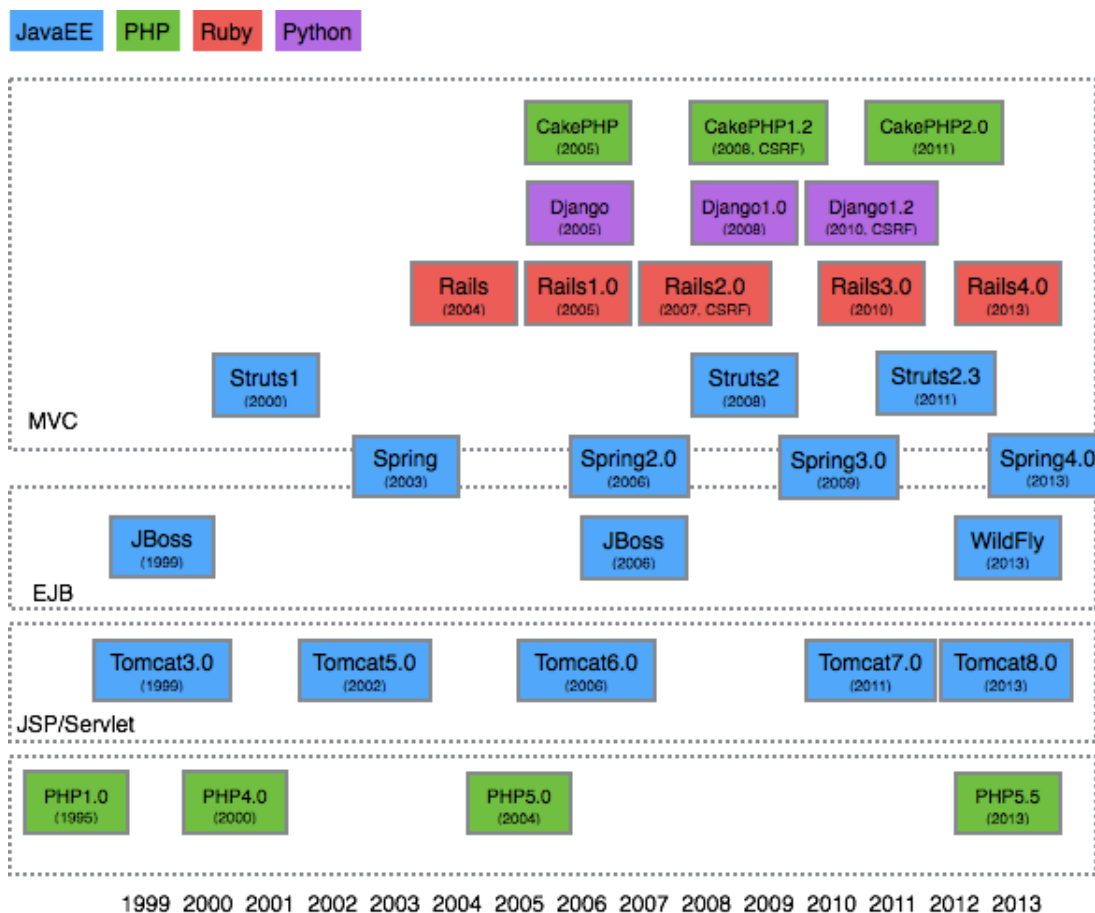 JavaEE PHP Ruby Python
CakePHP CakePHP1.2 CakePHP2.0
(2005) (2008, CSRF) (2011)
Django Django1.0 Django1.2
(2005) (2008) (2010, CSRF)
Rails Rails1.0 Rails2.0 Rails3.0 Rails4.0
(2004) (2005) (2007, CSRF) (2010) (2013)
Struts1 Struts2 Struts2.3
(2000) (2008) (2011)
MVC
Spring Spring2.0 Spring3.0 Spring4.0
(2003) (2006) (2009) (2013)
JBoss JBoss WildFly
(1999) (2006) (2013)
EJB
Tomcat3.0 Tomcat5.0 Tomcat6.0 Tomcat7.0 Tomcat8.0
(1999) (2002) (2006) (2011) (2013)
JSP/Servlet
PHP1.0 PHP4.0 PHP5.0 PHP5.5
(1995) (2000) (2004) (2013)
1999 2000 2001 2002 2003 2004 2005 2006 2007 2008 2009 2010 2011 2012 2013